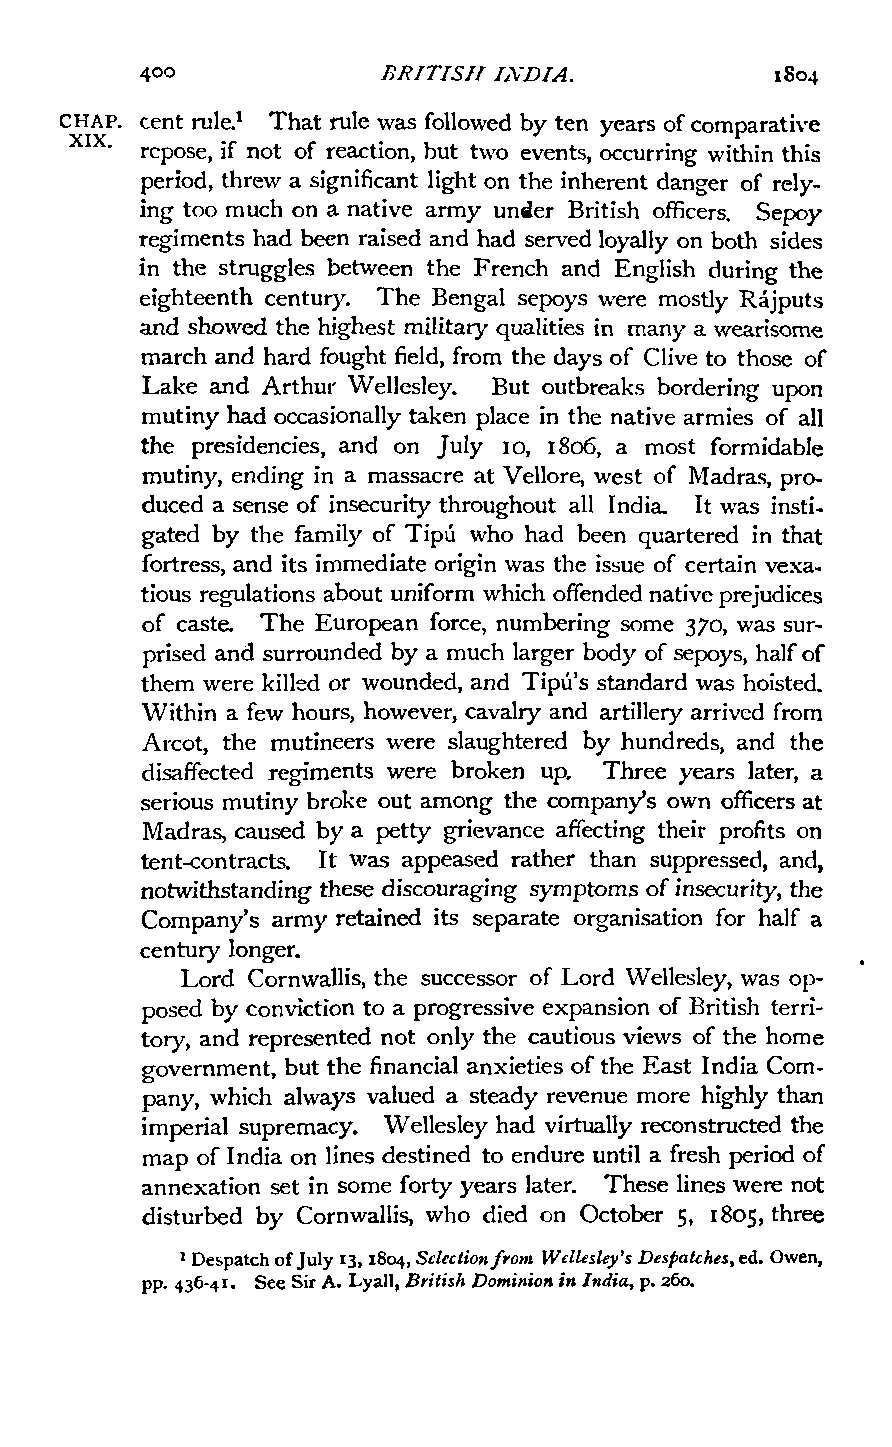 400 BRITISH INDIA. 1804
CHAP. XIX.
cent rule.¹ That rule was followed by ten years of comparative
repose, if not of reaction, but two events, occurring within this
period, threw a significant light on the inherent danger of rely-
ing too much on a native army under British officers. Sepoy
regiments had been raised and had served loyally on both sides
in the struggles between the French and English during the
eighteenth century. The Bengal sepoys were mostly Rájputs
and showed the highest military qualities in many a wearisome
march and hard fought field, from the days of Clive to those of
Lake and Arthur Wellesley. But outbreaks bordering upon
mutiny had occasionally taken place in the native armies of all
the presidencies, and on July 10, 1806, a most formidable
mutiny, ending in a massacre at Vellore, west of Madras, pro-
duced a sense of insecurity throughout all India. It was insti-
gated by the family of Tipú who had been quartered in that
fortress, and its immediate origin was the issue of certain vexa-
tious regulations about uniform which offended native prejudices
of caste. The European force, numbering some 370, was sur-
prised and surrounded by a much larger body of sepoys, half of
them were killed or wounded, and Tipú's standard was hoisted.
Within a few hours, however, cavalry and artillery arrived from
Arcot, the mutineers were slaughtered by hundreds, and the
disaffected regiments were broken up. Three years later, a
serious mutiny broke out among the company's own officers at
Madras, caused by a petty grievance affecting their profits on
tent-contracts. It was appeased rather than suppressed, and,
notwithstanding these discouraging symptoms of insecurity, the
Company's army retained its separate organisation for half a
century longer.
Lord Cornwallis, the successor of Lord Wellesley, was op-
posed by conviction to a progressive expansion of British terri-
tory, and represented not only the cautious views of the home
government, but the financial anxieties of the East India Com-
pany, which always valued a steady revenue more highly than
imperial supremacy. Wellesley had virtually reconstructed the
map of India on lines destined to endure until a fresh period of
annexation set in some forty years later. These lines were not
disturbed by Cornwallis, who died on October 5, 1805, three
¹ Despatch of July 13, 1804, Selection from Wellesley's Despatches, ed. Owen,
pp. 436-41. See Sir A. Lyall, British Dominion in India, p. 260.